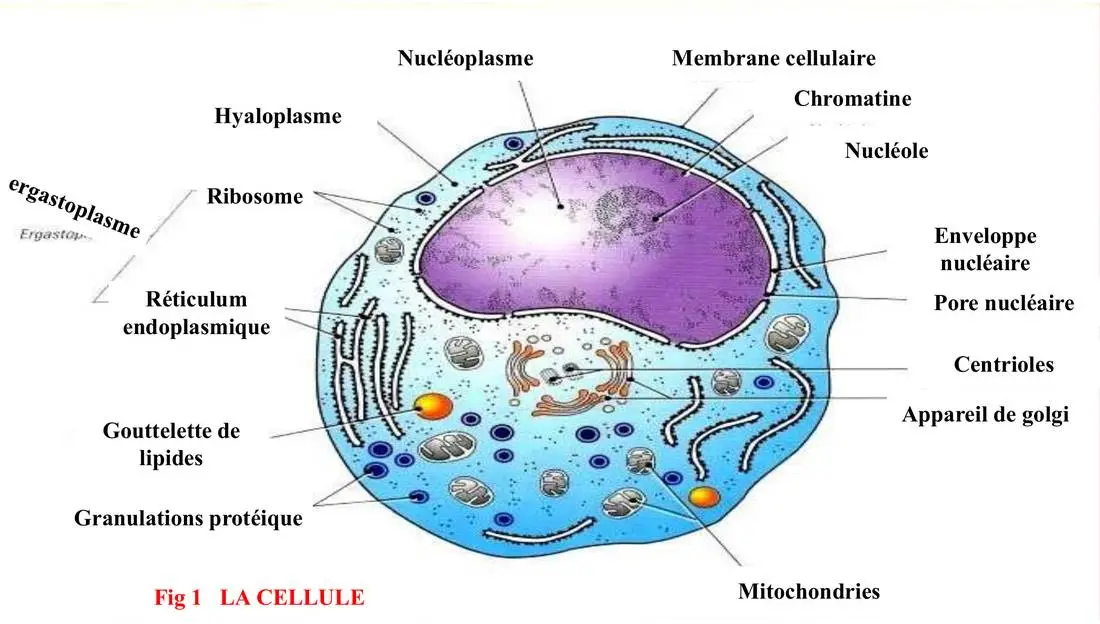 Nucléoplasme
Membrane cellulaire
Chromatine
Hyaloplasme
Nucléole
ergastoplasme
Ribosome
Enveloppe
nucléaire
Réticulum
endoplasmique
Pore nucléaire
Centrioles
Appareil de golgi
Gouttelette de
lipides
Granulations protéique
Mitochondries
Fig 1 LA CELLULE